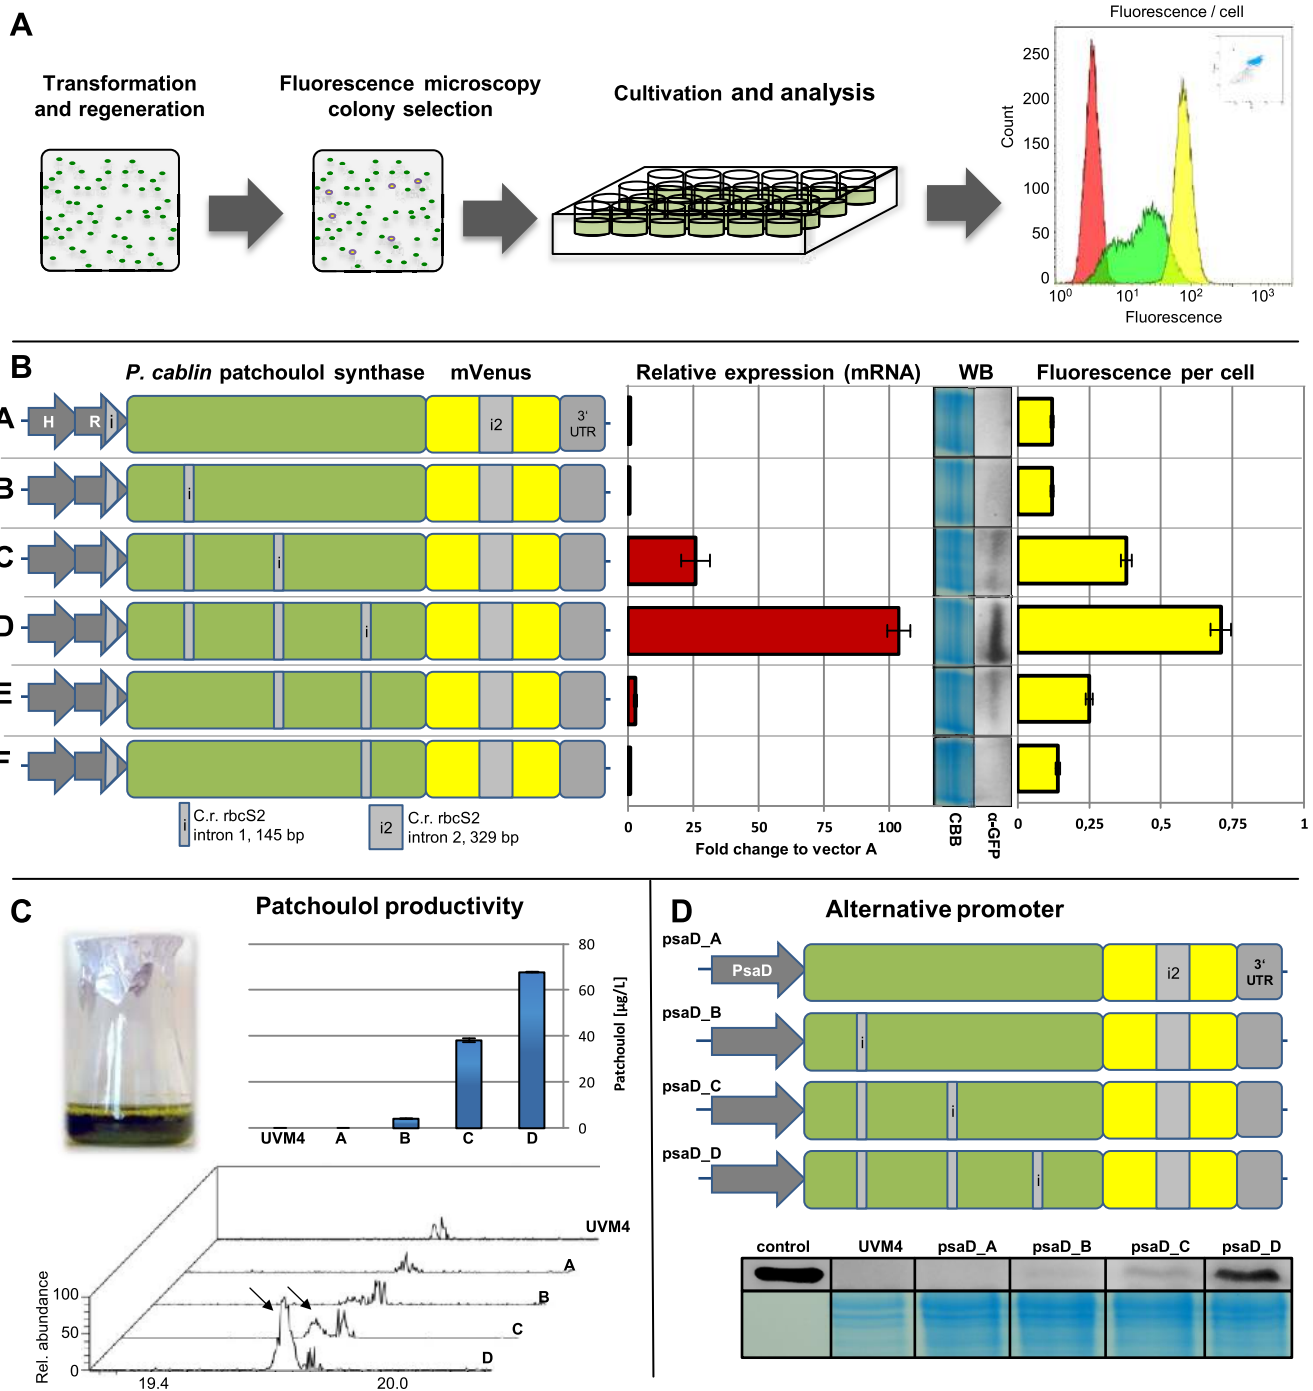 A
Transformation
and regeneration
Fluorescence microscopy
colony selection
Cultivation and analysis
Fluorescence / cell
Count
250
200
150
100
50
0
10⁰ 10¹ 10² 10³
Fluorescence
B
P. cablin patchoulol synthase mVenus
Relative expression (mRNA)
WB
Fluorescence per cell
A
H R i
i2
3‘
UTR
B
i
C
i
D
i
E
F
i
C.r. rbcS2
intron 1, 145 bp
i2
C.r. rbcS2
intron 2, 329 bp
0 25 50 75 100
Fold change to vector A
CBB
α-GFP
0 0,25 0,5 0,75 1
C
Patchoulol productivity
80
60
40
20
0
Patchoulol [µg/L]
UVM4 A B C D
UVM4
A
B
C
D
Rel. abundance
100
50
0
19.4 20.0
D
Alternative promoter
psaD_A
PsaD
i2
3‘
UTR
psaD_B
i
psaD_C
i
psaD_D
i
control UVM4 psaD_A psaD_B psaD_C psaD_D